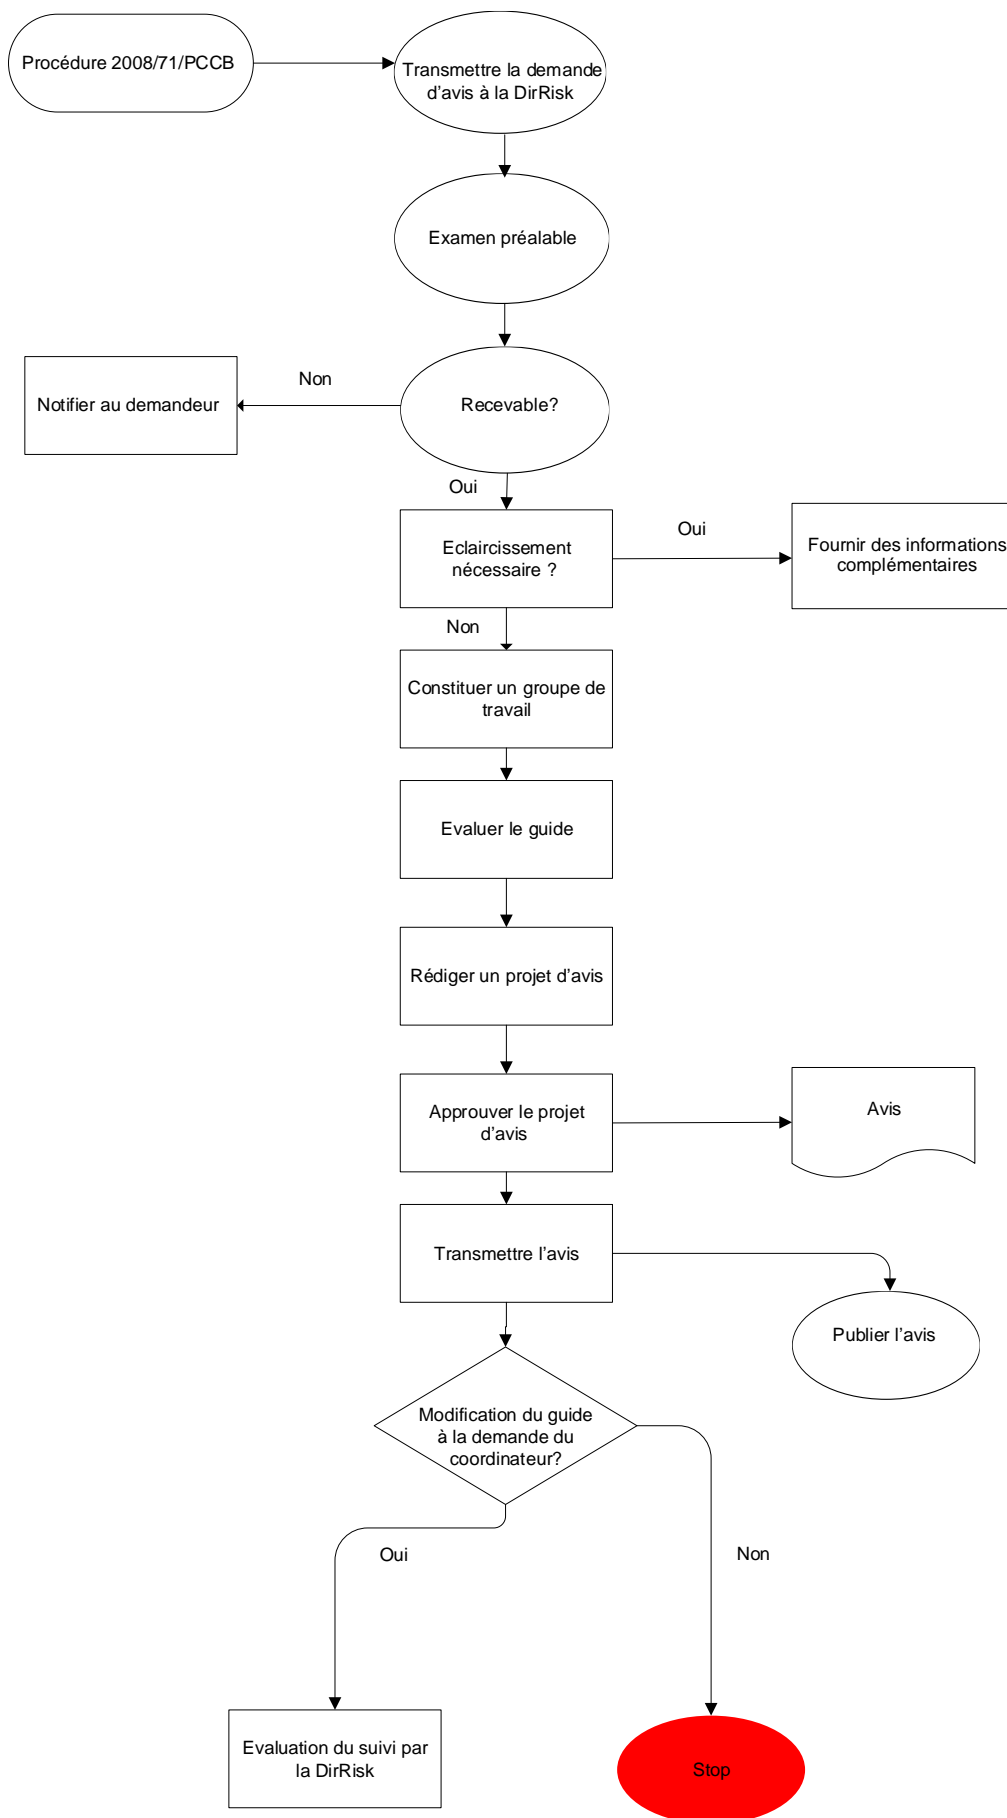 Procédure 2008/71/PCCB
Transmettre la demande
d'avis à la DirRisk
Examen préalable
Non
Notifier au demandeur
Recevable?
Oui
Eclaircissement
nécessaire ?
Oui
Fournir des informations
complémentaires
Non
Constituer un groupe de
travail
Evaluer le guide
Rédiger un projet d'avis
Approuver le projet
d'avis
Avis
Transmettre l'avis
Publier l'avis
Modification du guide
à la demande du
coordinateur?
Oui
Non
Evaluation du suivi par
la DirRisk
Stop